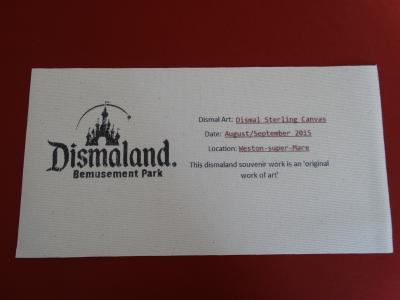 Dismaland.
Bemusement Park
Dismal Art: Dismal Sterling Canvas
Date: August/September 2015
Location: Weston-super-Mare
This dismaland souvenir work is an 'original
work of art'